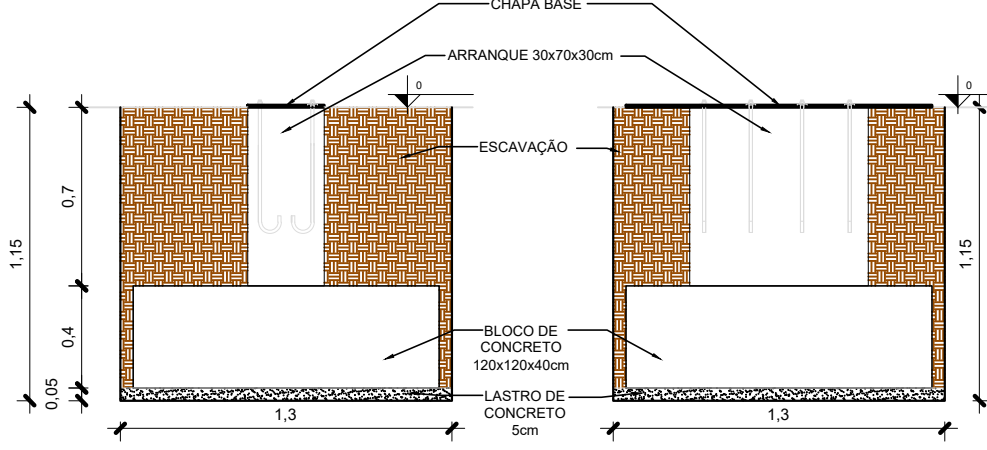 CHAPA BASE
ARRANQUE 30x70x30cm
0
0
ESCAVAÇÃO
0,7
1,15
1,15
0,4
BLOCO DE
CONCRETO
120x120x40cm
0,05
LASTRO DE
CONCRETO
5cm
1,3
1,3